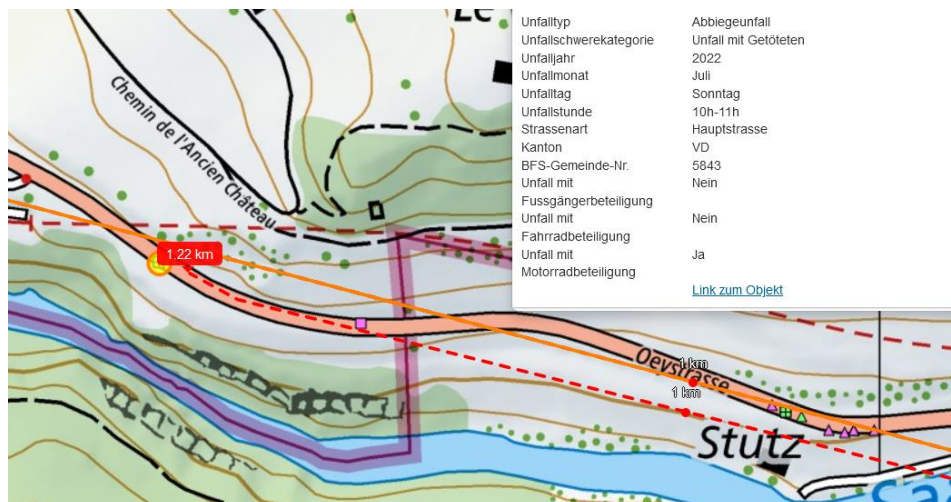 Le
Unfalltyp Abbiegeunfall
Unfallschwerekategorie Unfall mit Getöteten
Unfalljahr 2022
Unfallmonat Juli
Unfalltag Sonntag
Unfallstunde 10h-11h
Strassenart Hauptstrasse
Kanton VD
BFS-Gemeinde-Nr. 5843
Unfall mit Nein
Fussgängerbeteiligung
Unfall mit Nein
Fahrradbeteiligung
Unfall mit Ja
Motorradbeteiligung
Link zum Objekt
Chemin de l'Ancien Château
1.22 km
Oeystrasse
1 km
1 km
Stutz
Sa